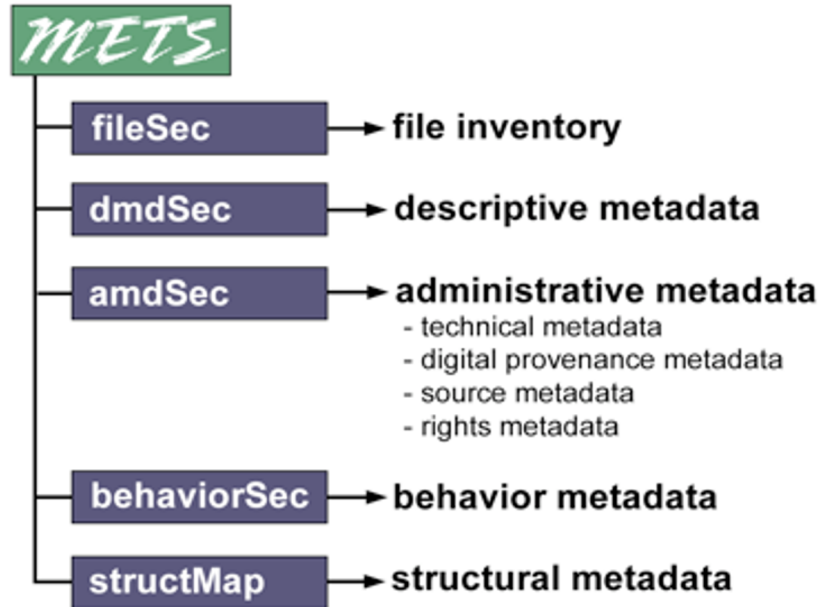 METS
fileSec
file inventory
dmdSec
descriptive metadata
amdSec
administrative metadata
- technical metadata
- digital provenance metadata
- source metadata
- rights metadata
behaviorSec
behavior metadata
structMap
structural metadata